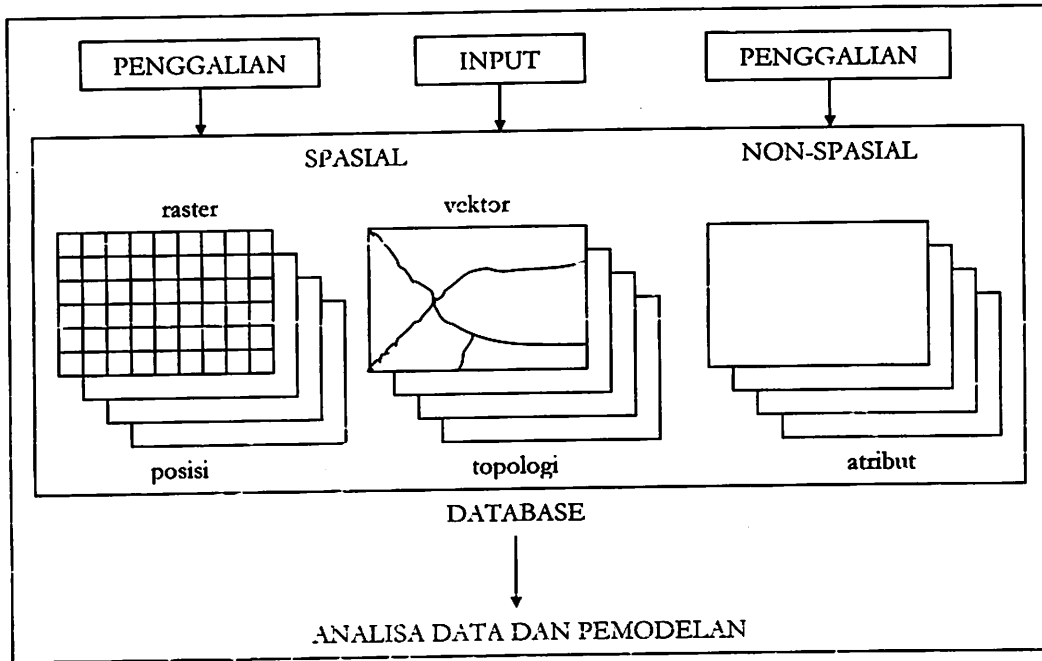 PENGGALIAN
INPUT
PENGGALIAN
SPASIAL
NON-SPASIAL
raster
vektor
posisi
topologi
atribut
DATABASE
ANALISA DATA DAN PEMODELAN